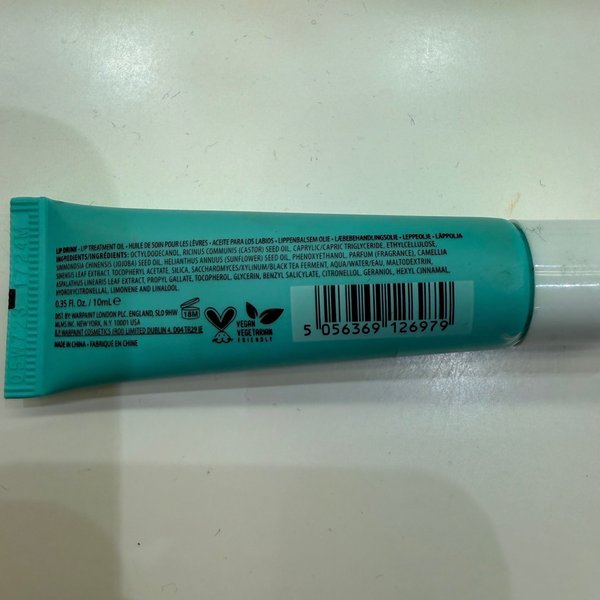 LIP DRINK • LIP TREATMENT OIL • HUILE DE SOIN POUR LES LÈVRES • ACEITE PARA LOS LABIOS • LIPPENBALSEM OLIE • LÆBEBEHANDLINGSOLIE • LEPPEOLJE • LÄPPOLJA
INGREDIENTS/INGRÉDIENTS: OCTYLDODECANOL, RICINUS COMMUNIS (CASTOR) SEED OIL, CAPRYLIC/CAPRIC TRIGLYCERIDE, ETHYLCELLULOSE,
SIMMONDSIA CHINENSIS (JOJOBA) SEED OIL, HELIANTHUS ANNUUS (SUNFLOWER) SEED OIL, PHENOXYETHANOL, PARFUM (FRAGRANCE), CAMELLIA
SINENSIS LEAF EXTRACT TOCOPHERYL ACETATE, SILICA, SACCHAROMYCES/XYLINUM/BLACK TEA FERMENT, AQUA/WATER/EAU, MALTODEXTRIN,
ASPALATHUS LINEARIS LEAF EXTRACT, PROPYL GALLATE, TOCOPHEROL, GLYCERIN, BENZYL SALICYLATE, CITRONELLOL, GERANIOL, HEXYL CINNAMAL,
HYDROXYCITRONELLAL, LIMONENE AND LINALOOL.
0.35 Fl. Oz. / 10mL ℮
DIST. BY: WARPAINT LONDON PLC. ENGLAND, SL0 9HW
MLMS INC. NEW YORK, N.Y. 10001 USA
R.P. WARPAINT COSMETICS (ROI) LIMITED DUBLIN 4, D04 TR29 IE
MADE IN CHINA • FABRIQUE EN CHINE
18M
VEGAN
VEGETARIAN
FRIENDLY
5 056369 126979